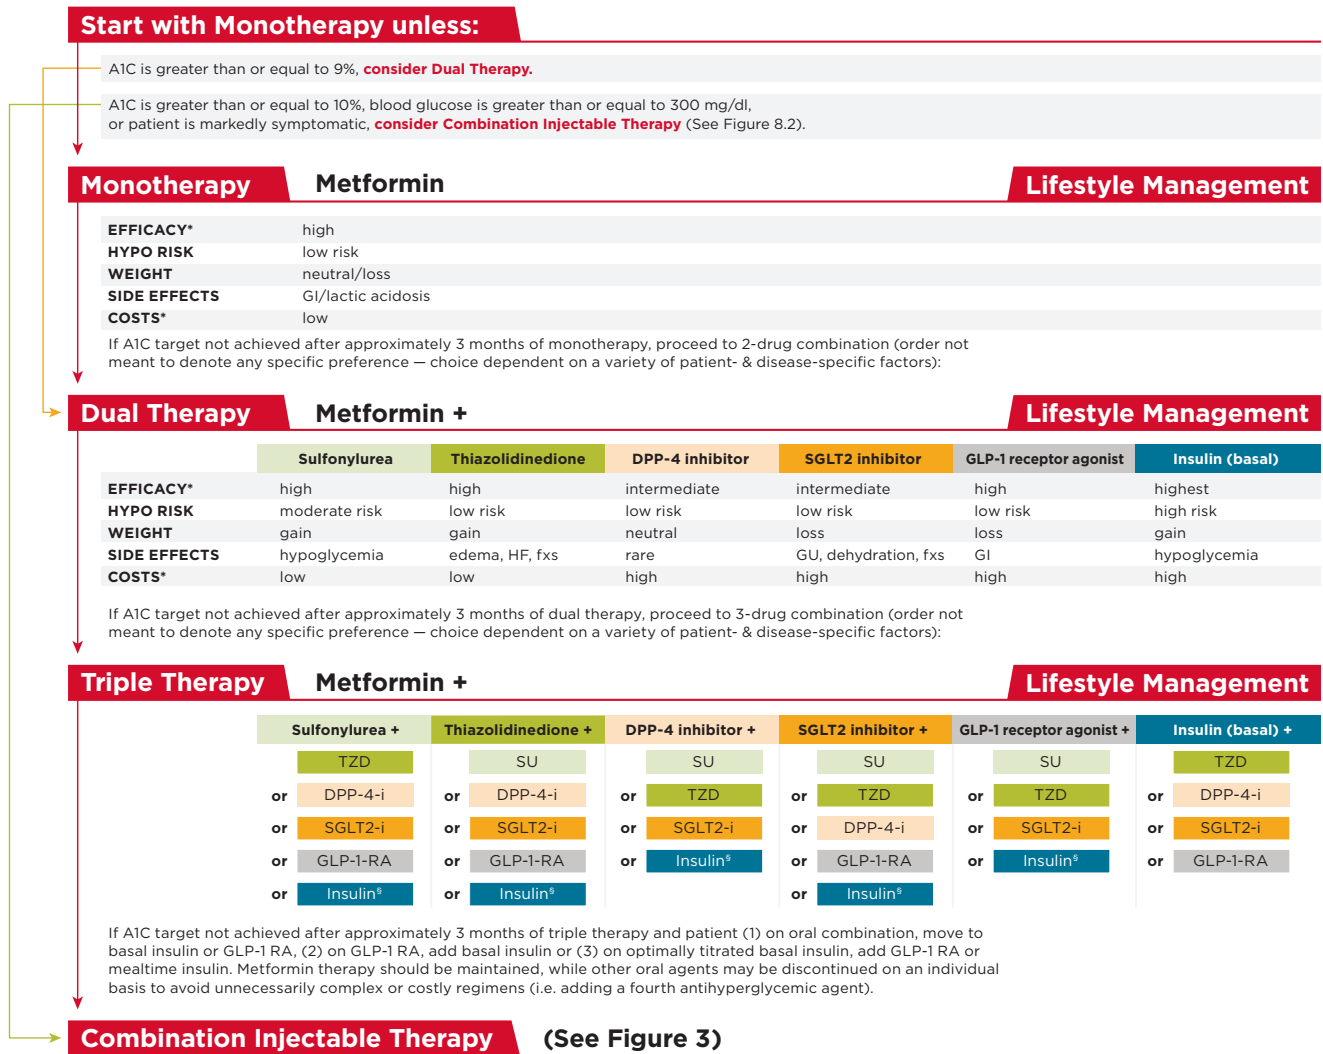 Start with Monotherapy unless:
A1C is greater than or equal to 9%, consider Dual Therapy.
A1C is greater than or equal to 10%, blood glucose is greater than or equal to 300 mg/dl,
or patient is markedly symptomatic, consider Combination Injectable Therapy (See Figure 8.2).
Monotherapy Metformin Lifestyle Management
EFFICACY* high
HYPO RISK low risk
WEIGHT neutral/loss
SIDE EFFECTS GI/lactic acidosis
COSTS* low
If A1C target not achieved after approximately 3 months of monotherapy, proceed to 2-drug combination (order not
meant to denote any specific preference — choice dependent on a variety of patient- & disease-specific factors):
Dual Therapy Metformin + Lifestyle Management
Sulfonylurea Thiazolidinedione DPP-4 inhibitor SGLT2 inhibitor GLP-1 receptor agonist Insulin (basal)
EFFICACY* high high intermediate intermediate high highest
HYPO RISK moderate risk low risk low risk low risk low risk high risk
WEIGHT gain gain neutral loss loss gain
SIDE EFFECTS hypoglycemia edema, HF, fxs rare GU, dehydration, fxs GI hypoglycemia
COSTS* low low high high high high
If A1C target not achieved after approximately 3 months of dual therapy, proceed to 3-drug combination (order not
meant to denote any specific preference — choice dependent on a variety of patient- & disease-specific factors):
Triple Therapy Metformin + Lifestyle Management
Sulfonylurea + Thiazolidinedione + DPP-4 inhibitor + SGLT2 inhibitor + GLP-1 receptor agonist + Insulin (basal) +
TZD SU SU SU SU TZD
or DPP-4-i or DPP-4-i or TZD or TZD or TZD or DPP-4-i
or SGLT2-i or SGLT2-i or SGLT2-i or DPP-4-i or SGLT2-i or SGLT2-i
or GLP-1-RA or GLP-1-RA or Insulin§ or GLP-1-RA or Insulin§ or GLP-1-RA
or Insulin§ or Insulin§ or Insulin§
If A1C target not achieved after approximately 3 months of triple therapy and patient (1) on oral combination, move to
basal insulin or GLP-1 RA, (2) on GLP-1 RA, add basal insulin or (3) on optimally titrated basal insulin, add GLP-1 RA or
mealtime insulin. Metformin therapy should be maintained, while other oral agents may be discontinued on an individual
basis to avoid unnecessarily complex or costly regimens (i.e. adding a fourth antihyperglycemic agent).
Combination Injectable Therapy (See Figure 3)